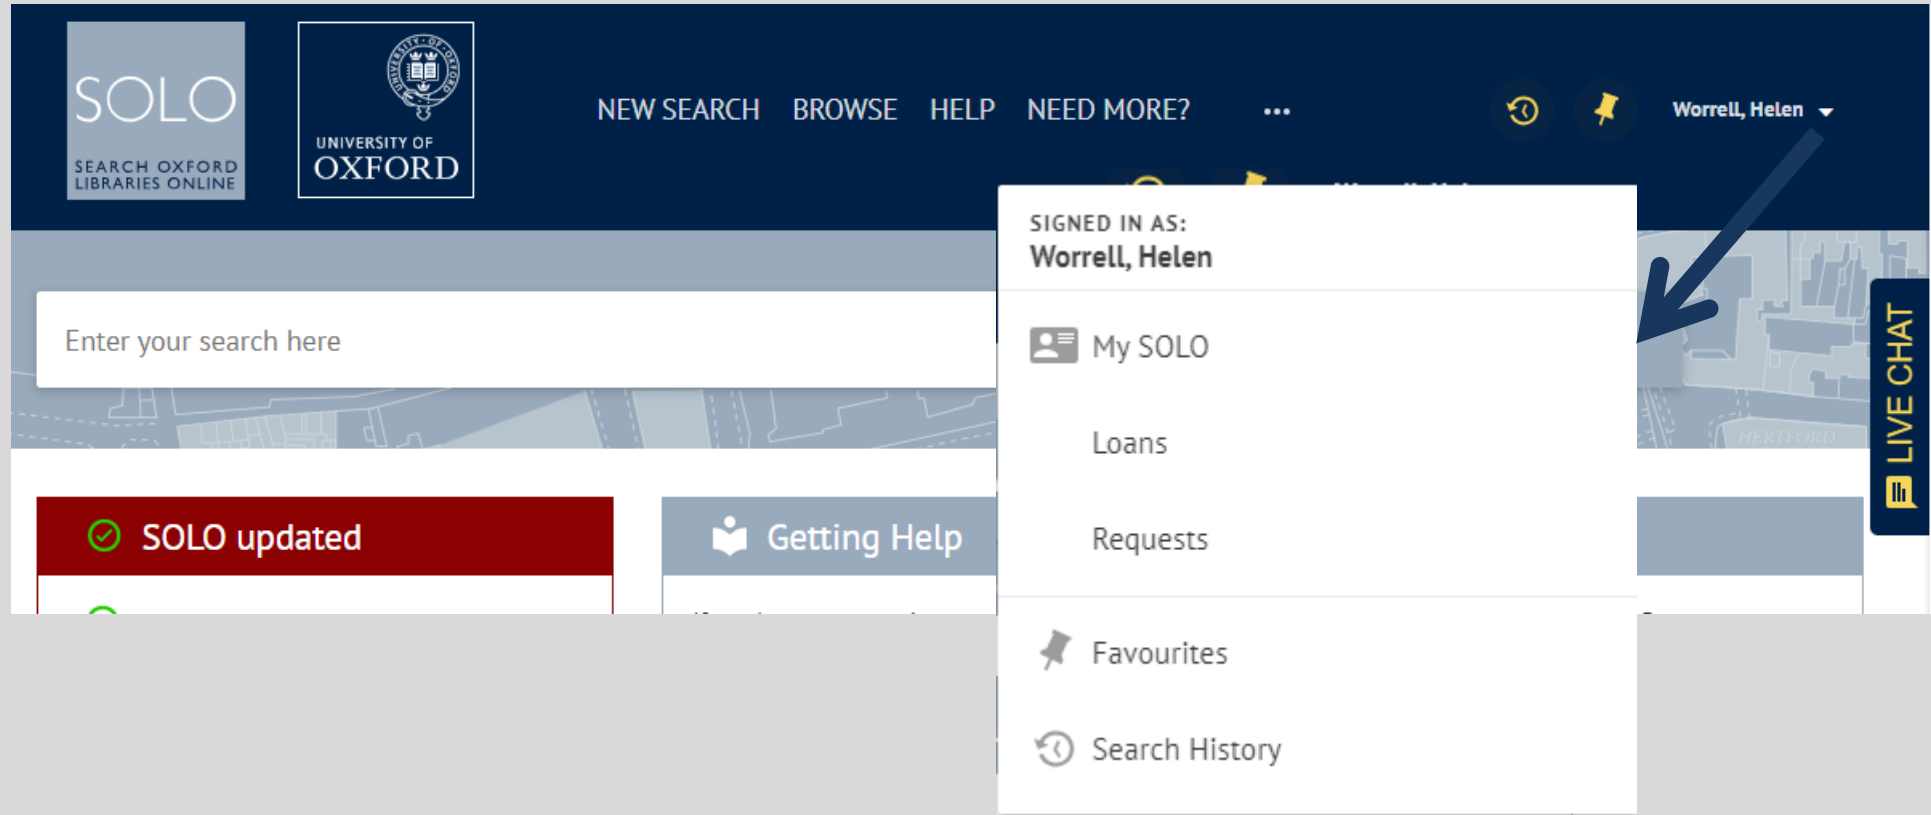 SOLO
SEARCH OXFORD
LIBRARIES ONLINE
UNIVERSITY OF
OXFORD
NEW SEARCH BROWSE HELP NEED MORE? ...
Worrell, Helen
SIGNED IN AS:
Worrell, Helen
Enter your search here
My SOLO
Loans
Requests
Favourites
Search History
HERTFORD
LIVE CHAT
SOLO updated
Getting Help